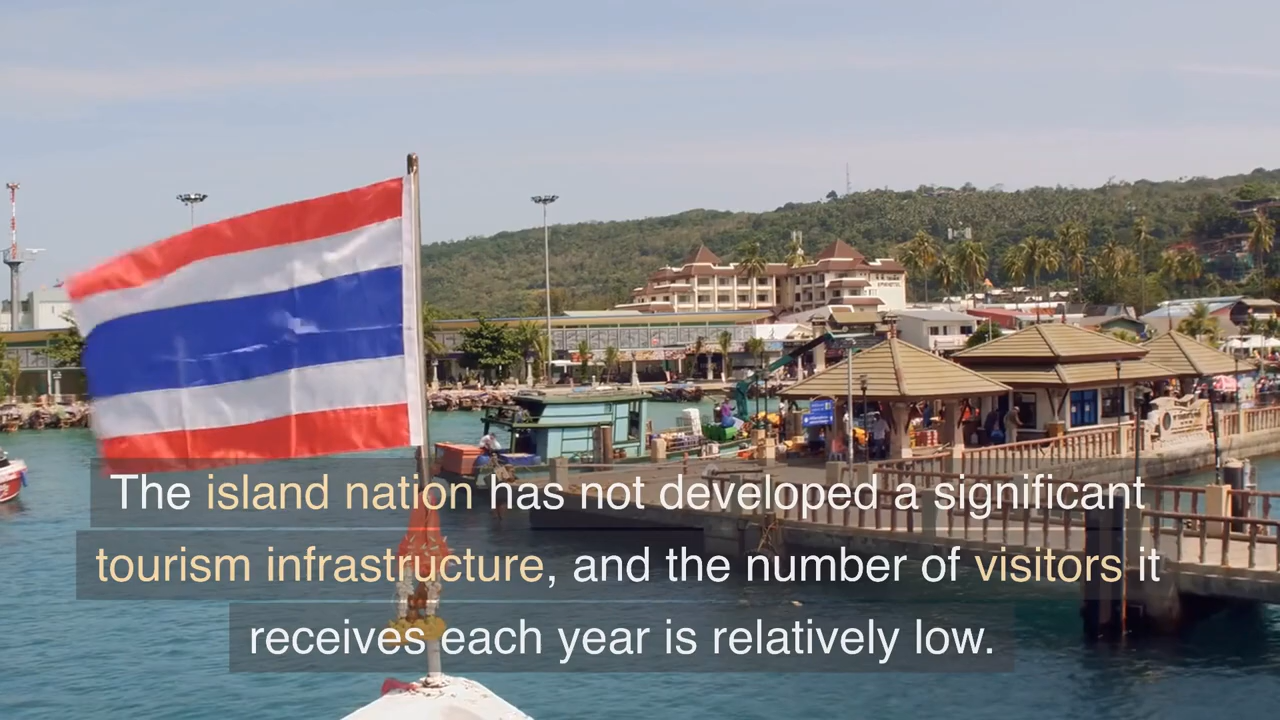 The island nation has not developed a significant
tourism infrastructure, and the number of visitors it
receives each year is relatively low.